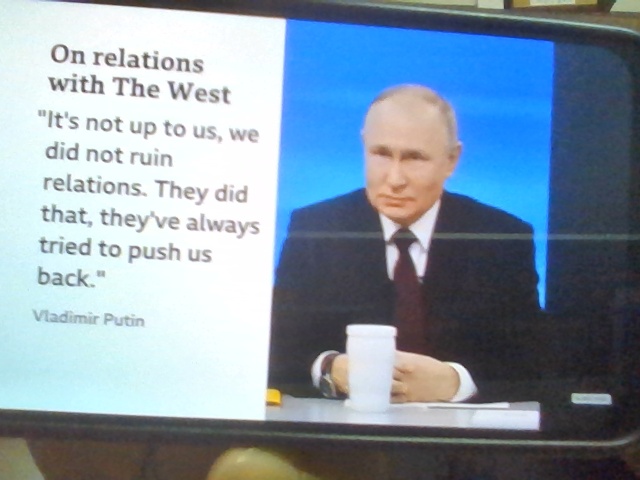 On relations
with The West
"It's not up to us, we
did not ruin
relations. They did
that, they've always
tried to push us
back."
Vladimir Putin